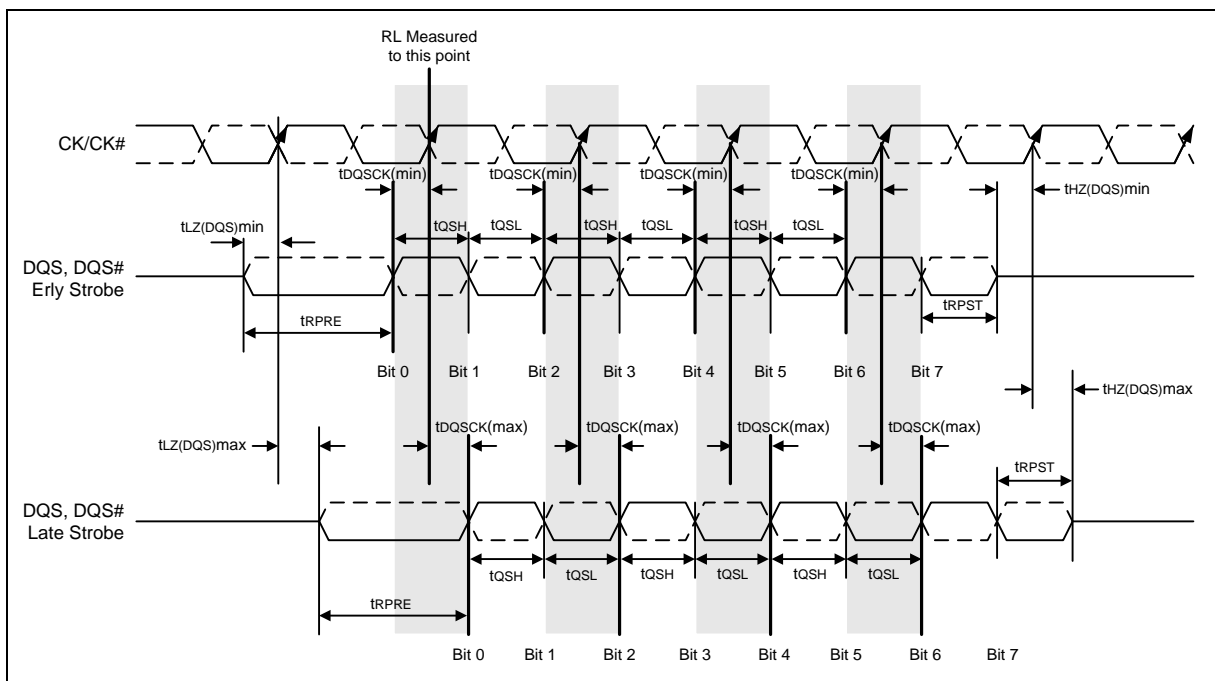 RL Measured
to this point
CK/CK#
tDQSCK(min) tDQSCK(min) tDQSCK(min) tDQSCK(min)
tHZ(DQS)min
tLZ(DQS)min
tQSH tQSL tQSH tQSL tQSH tQSL
DQS, DQS#
Erly Strobe
tRPRE
tRPST
Bit 0 Bit 1 Bit 2 Bit 3 Bit 4 Bit 5 Bit 6 Bit 7
tHZ(DQS)max
tDQSCK(max) tDQSCK(max) tDQSCK(max) tDQSCK(max)
tLZ(DQS)max
tRPST
DQS, DQS#
Late Strobe
tQSH tQSL tQSH tQSL tQSH tQSL
tRPRE
Bit 0 Bit 1 Bit 2 Bit 3 Bit 4 Bit 5 Bit 6 Bit 7